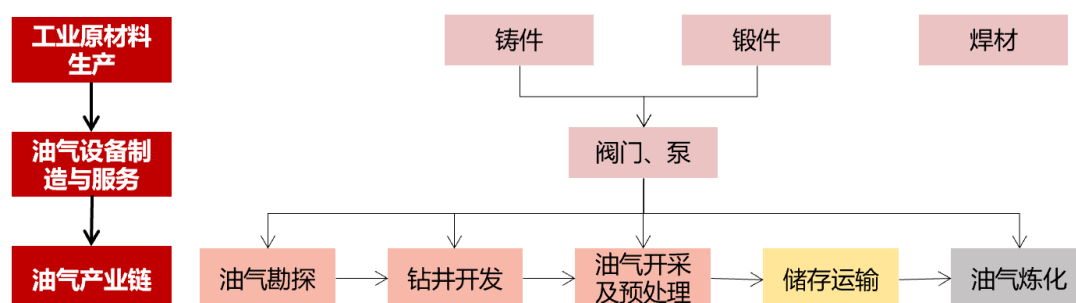 工业原材料
生产
铸件
锻件
焊材
油气设备制
造与服务
阀门、泵
油气产业链
油气勘探
钻井开发
油气开采
及预处理
储存运输
油气炼化